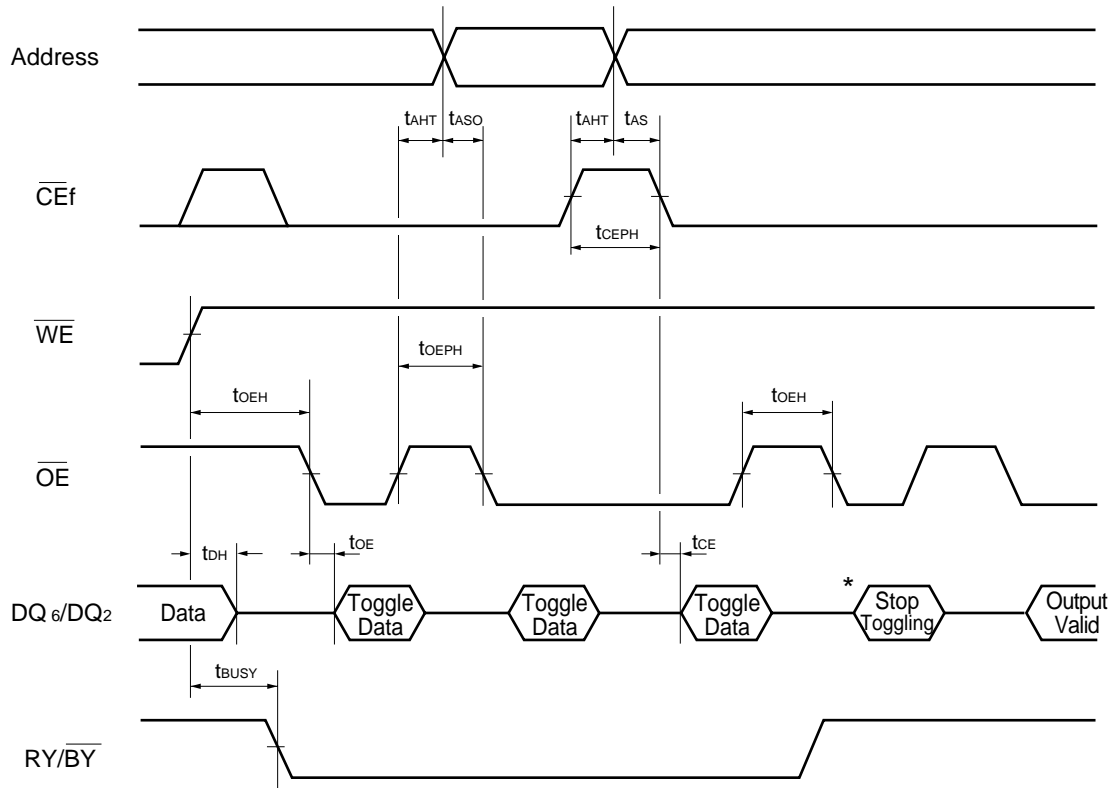 Address
tAHT tASO tAHT tAS
CEf
tCEPH
WE
tOEPH
tOEH tOEH
OE
tDH tOE tCE
*
DQ6/DQ2 Data Toggle Data Toggle Data Toggle Data Stop Toggling Output Valid
tBUSY
RY/BY